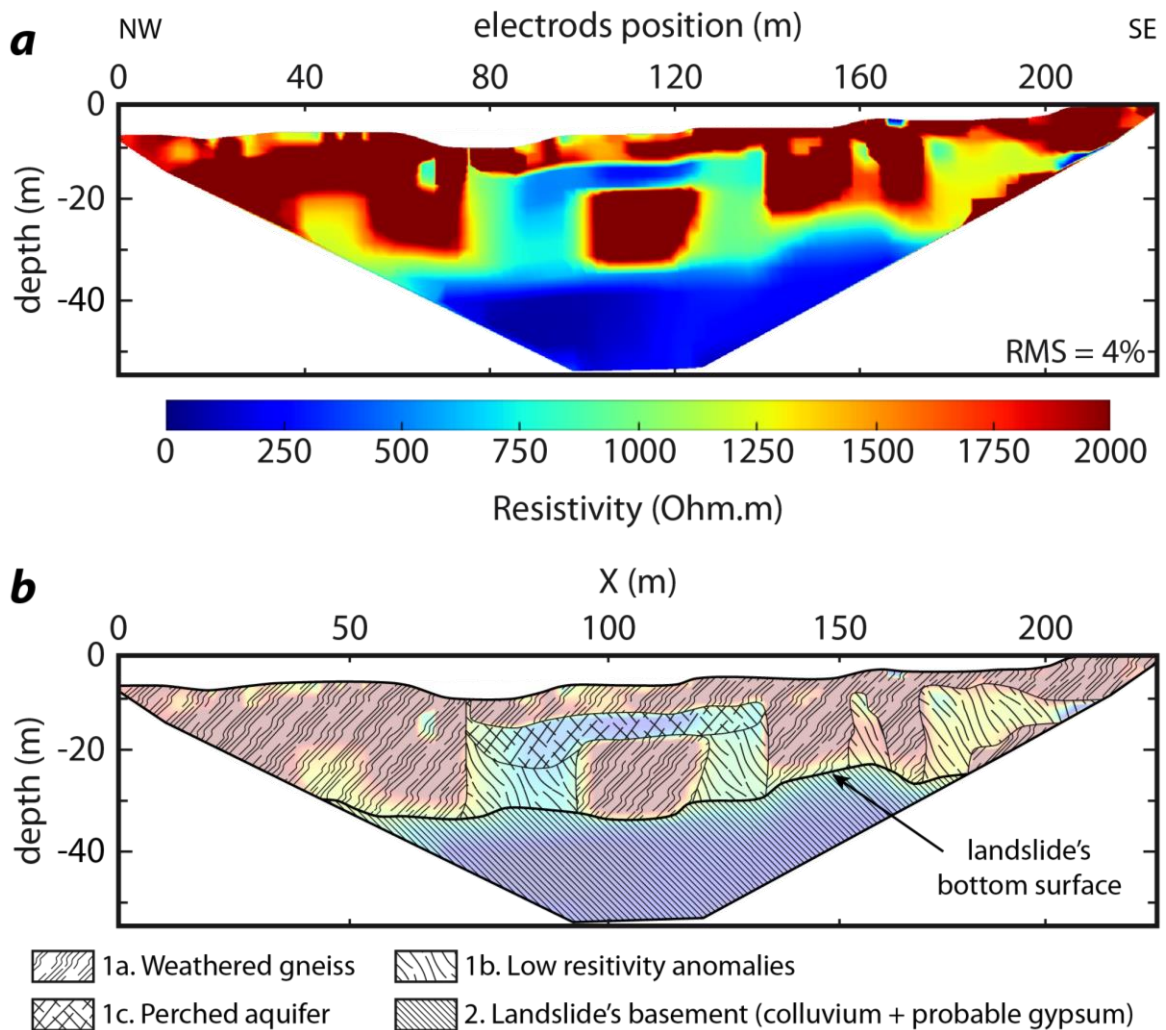 a
NW electrods position (m) SE
0 40 80 120 160 200
0
-20
-40
depth (m)
RMS = 4%
0 250 500 750 1000 1250 1500 1750 2000
Resistivity (Ohm.m)
b
X (m)
0 50 100 150 200
0
-20
-40
depth (m)
landslide's
bottom surface
1a. Weathered gneiss 1b. Low resitivity anomalies
1c. Perched aquifer 2. Landslide's basement (colluvium + probable gypsum)